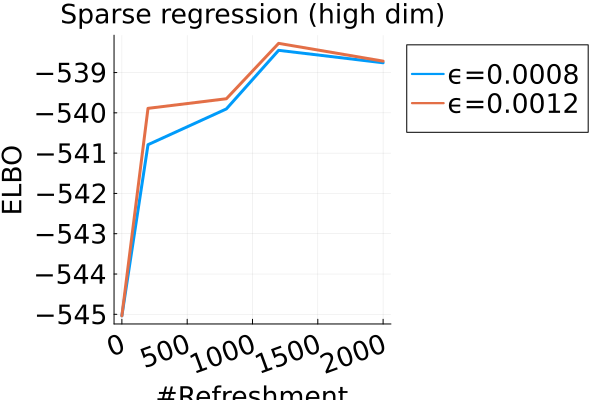 Sparse regression (high dim)
ϵ=0.0008
ϵ=0.0012
ELBO
−539
−540
−541
−542
−543
−544
−545
0 500 1000 1500 2000
#Refreshment